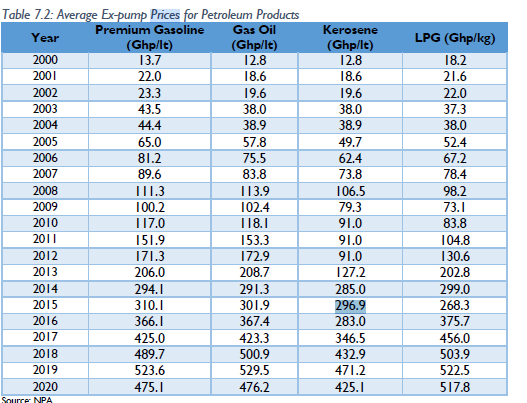 Table 7.2: Average Ex-pump Prices for Petroleum Products
Year Premium Gasoline (Ghp/lt) Gas Oil (Ghp/lt) Kerosene (Ghp/lt) LPG (Ghp/kg)
2000 13.7 12.8 12.8 18.2
2001 22.0 18.6 18.6 21.6
2002 23.3 19.6 19.6 22.0
2003 43.5 38.0 38.0 37.3
2004 44.4 38.9 38.9 38.0
2005 65.0 57.8 49.7 52.4
2006 81.2 75.5 62.4 67.2
2007 89.6 83.8 73.8 78.4
2008 111.3 113.9 106.5 98.2
2009 100.2 102.4 79.3 73.1
2010 117.0 118.1 91.0 83.8
2011 151.9 153.3 91.0 104.8
2012 171.3 172.9 91.0 130.6
2013 206.0 208.7 127.2 202.8
2014 294.1 291.3 285.0 299.0
2015 310.1 301.9 296.9 268.3
2016 366.1 367.4 283.0 375.7
2017 425.0 423.3 346.5 456.0
2018 489.7 500.9 432.9 503.9
2019 523.6 529.5 471.2 522.5
2020 475.1 476.2 425.1 517.8
Source: NPA